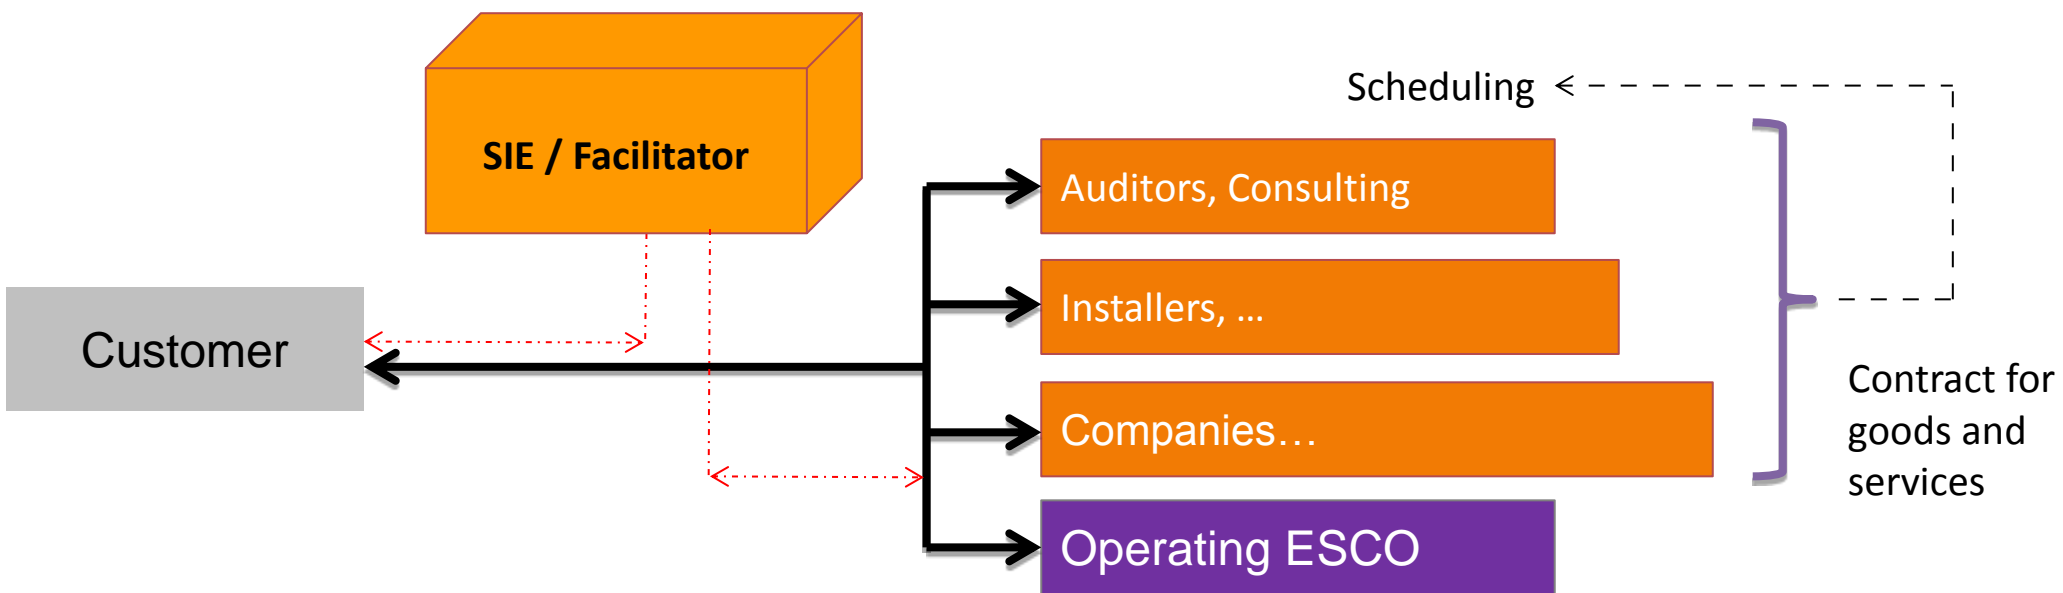 Scheduling
SIE / Facilitator
Auditors, Consulting
Installers, ...
Customer
Companies…
Contract for
goods and
services
Operating ESCO